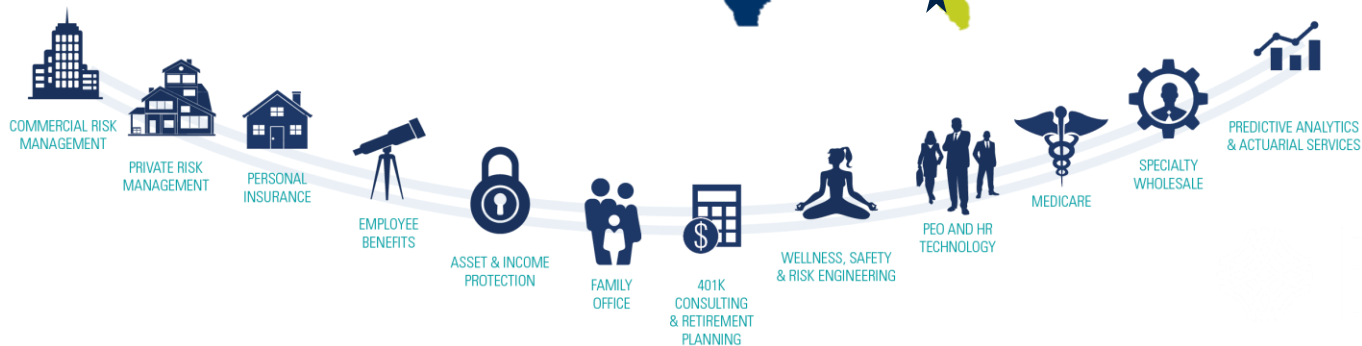 COMMERCIAL RISK
MANAGEMENT
PRIVATE RISK
MANAGEMENT
PERSONAL
INSURANCE
EMPLOYEE
BENEFITS
ASSET & INCOME
PROTECTION
FAMILY
OFFICE
$
401K
CONSULTING
& RETIREMENT
PLANNING
WELLNESS, SAFETY
& RISK ENGINEERING
PEO AND HR
TECHNOLOGY
MEDICARE
SPECIALTY
WHOLESALE
PREDICTIVE ANALYTICS
& ACTUARIAL SERVICES